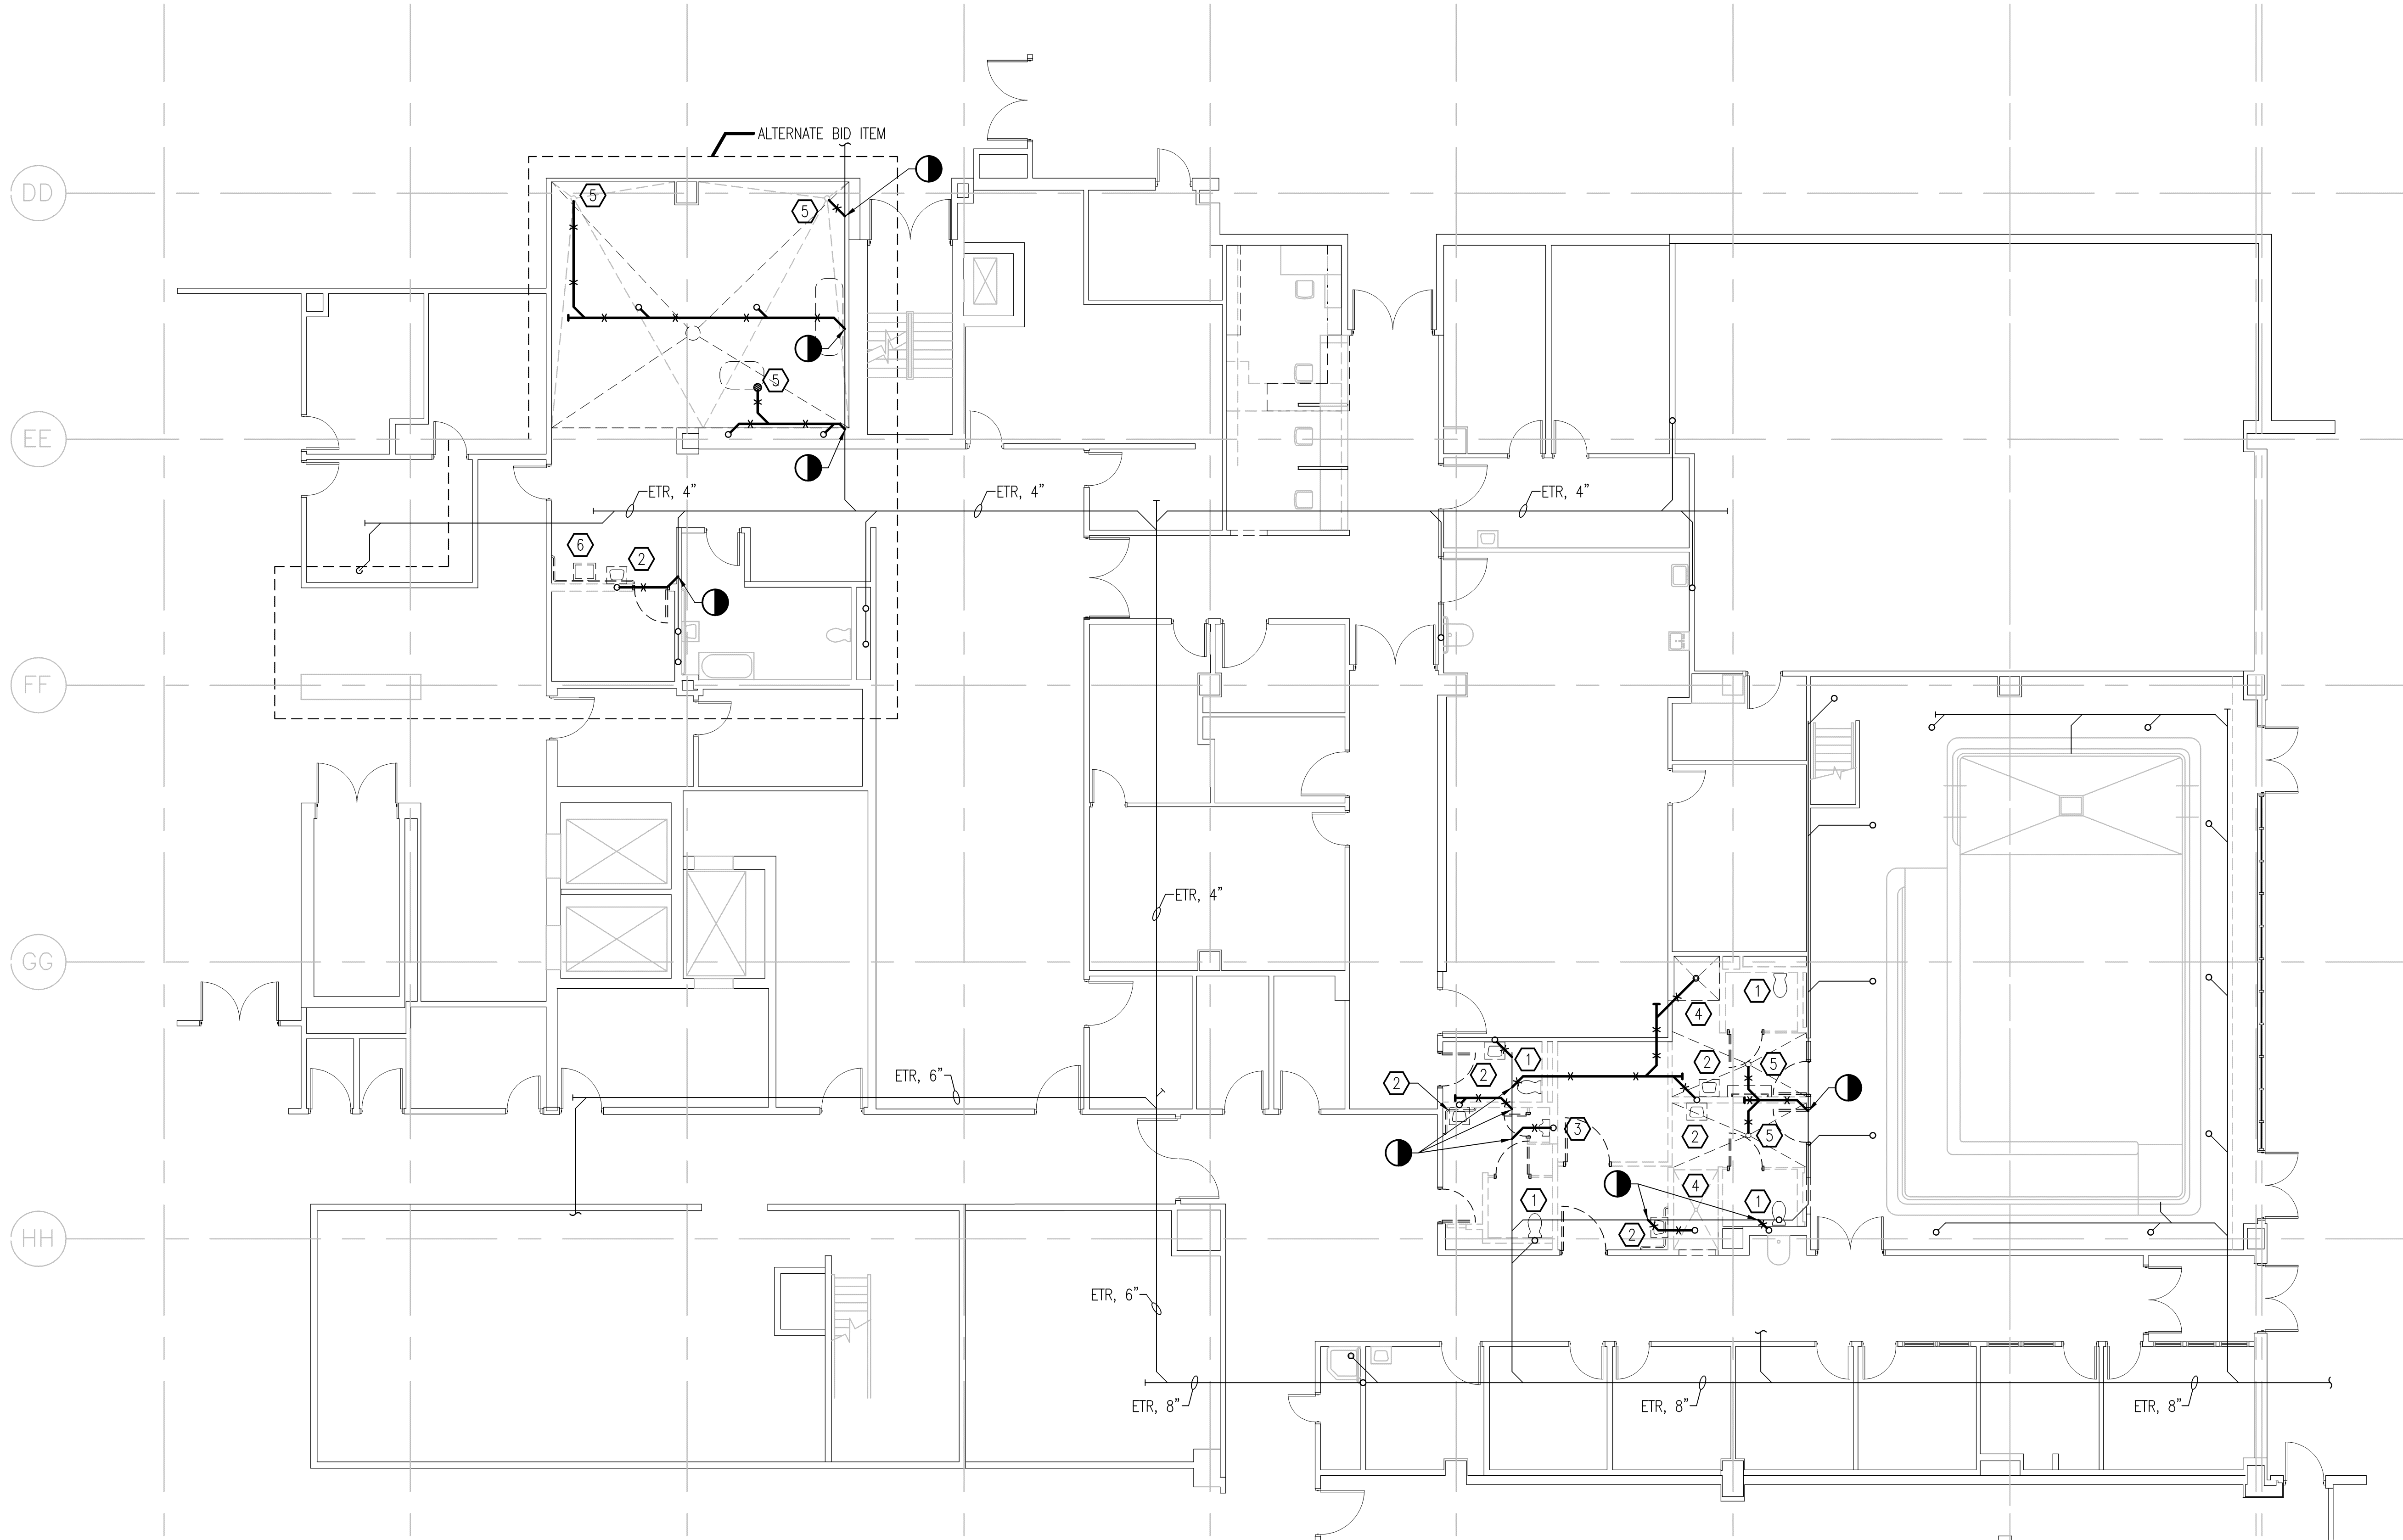 ALTERNATE BID ITEM
DD
5
5
5
EE
ETR, 4”
ETR, 4”
ETR, 4”
6
2
FF
ETR, 4”
GG
1
4
1
2
5
2
2
ETR, 6”
3
2
5
4
1
1
2
HH
ETR, 6”
ETR, 8”
ETR, 8”
ETR, 8”